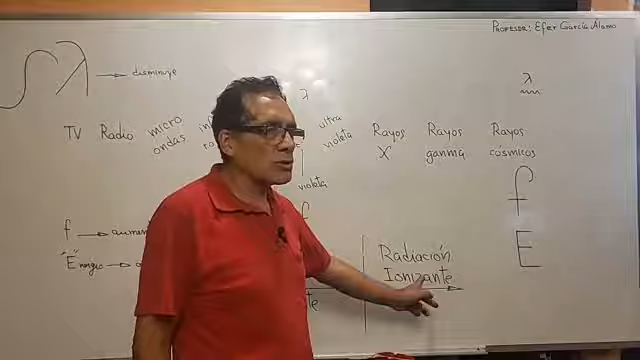 PROFESOR: Efer García Alamo
λ → disminuye
λ
λ
TV Radio micro ondas ultra violeta Rayos X Rayos gamma Rayos cósmicos
violeta
f
f
f →
"E"nergía →
Radiación
Ionizante
E